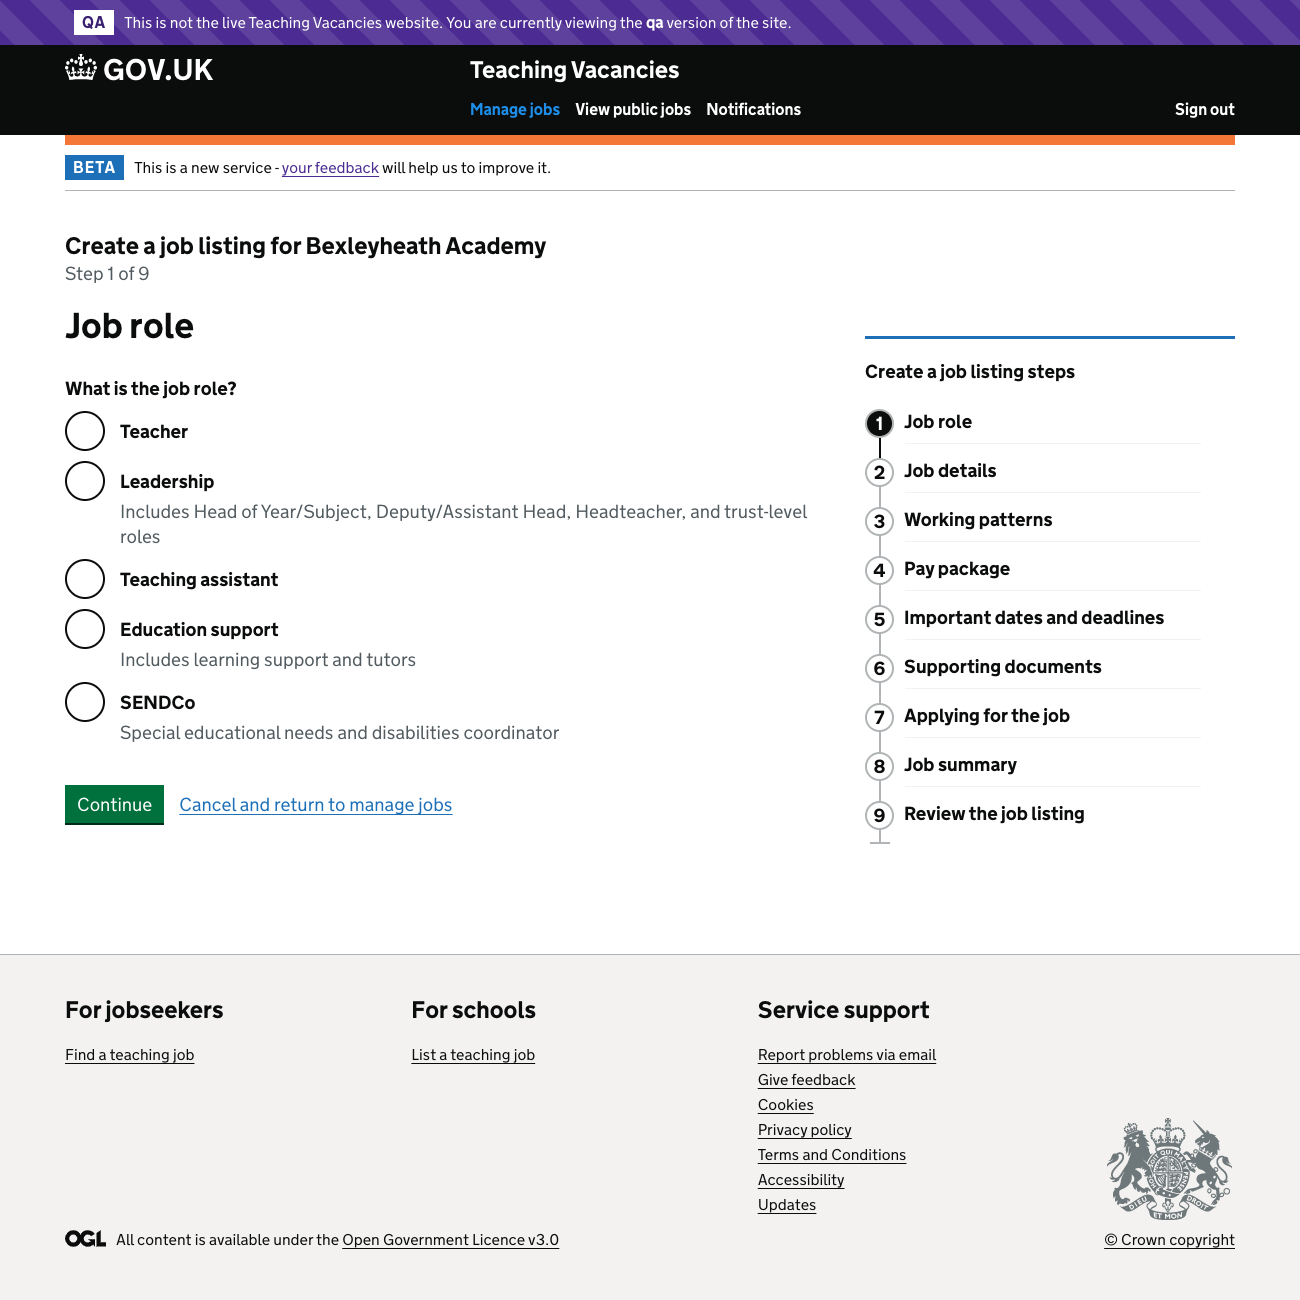 QA This is not the live Teaching Vacancies website. You are currently viewing the qa version of the site.
GOV.UK
Teaching Vacancies
Manage jobs View public jobs Notifications Sign out
BETA This is a new service - your feedback will help us to improve it.
Create a job listing for Bexleyheath Academy
Step 1 of 9
Job role
What is the job role?
Teacher
Leadership
Includes Head of Year/Subject, Deputy/Assistant Head, Headteacher, and trust-level
roles
Teaching assistant
Education support
Includes learning support and tutors
SENDCo
Special educational needs and disabilities coordinator
Continue Cancel and return to manage jobs
Create a job listing steps
1 Job role
2 Job details
3 Working patterns
4 Pay package
5 Important dates and deadlines
6 Supporting documents
7 Applying for the job
8 Job summary
9 Review the job listing
For jobseekers
Find a teaching job
For schools
List a teaching job
Service support
Report problems via email
Give feedback
Cookies
Privacy policy
Terms and Conditions
Accessibility
Updates
OGL All content is available under the Open Government Licence v3.0
© Crown copyright